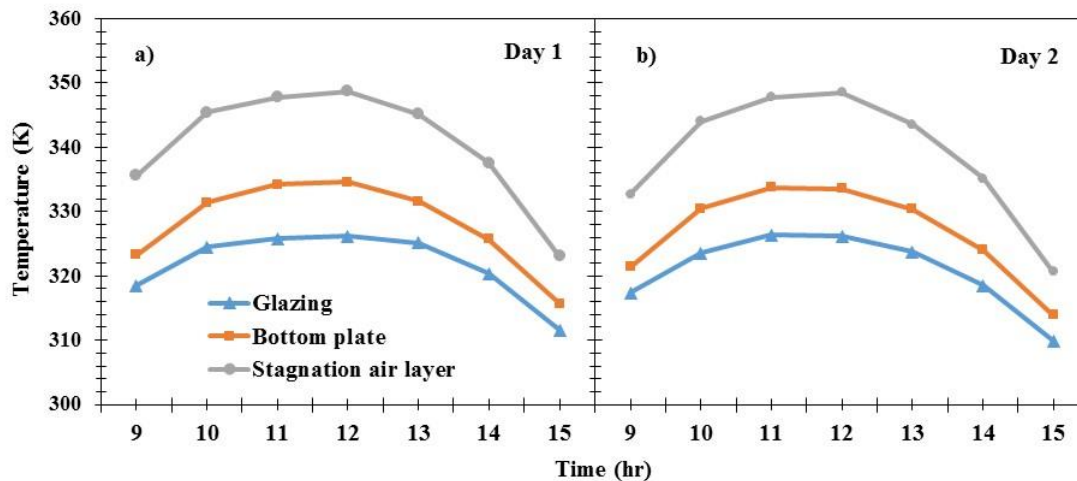 360
350
340
330
320
310
300
Temperature (K)
a)
Day 1
Glazing
Bottom plate
Stagnation air layer
9 10 11 12 13 14 15
b)
Day 2
9 10 11 12 13 14 15
Time (hr)